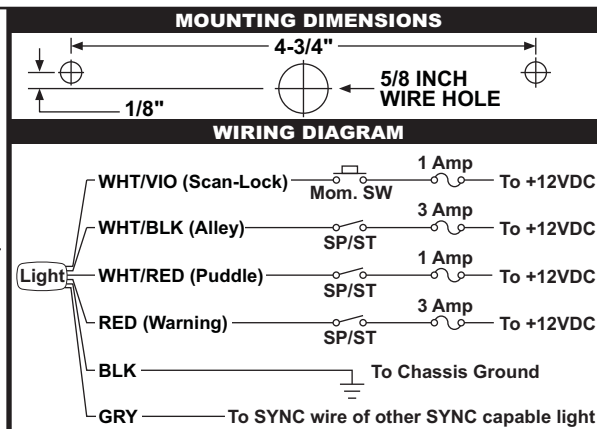 MOUNTING DIMENSIONS
4-3/4"
5/8 INCH
WIRE HOLE
1/8"
WIRING DIAGRAM
Light
WHT/VIO (Scan-Lock) Mom. SW 1 Amp To +12VDC
WHT/BLK (Alley) SP/ST 3 Amp To +12VDC
WHT/RED (Puddle) SP/ST 1 Amp To +12VDC
RED (Warning) SP/ST 3 Amp To +12VDC
BLK To Chassis Ground
GRY To SYNC wire of other SYNC capable light